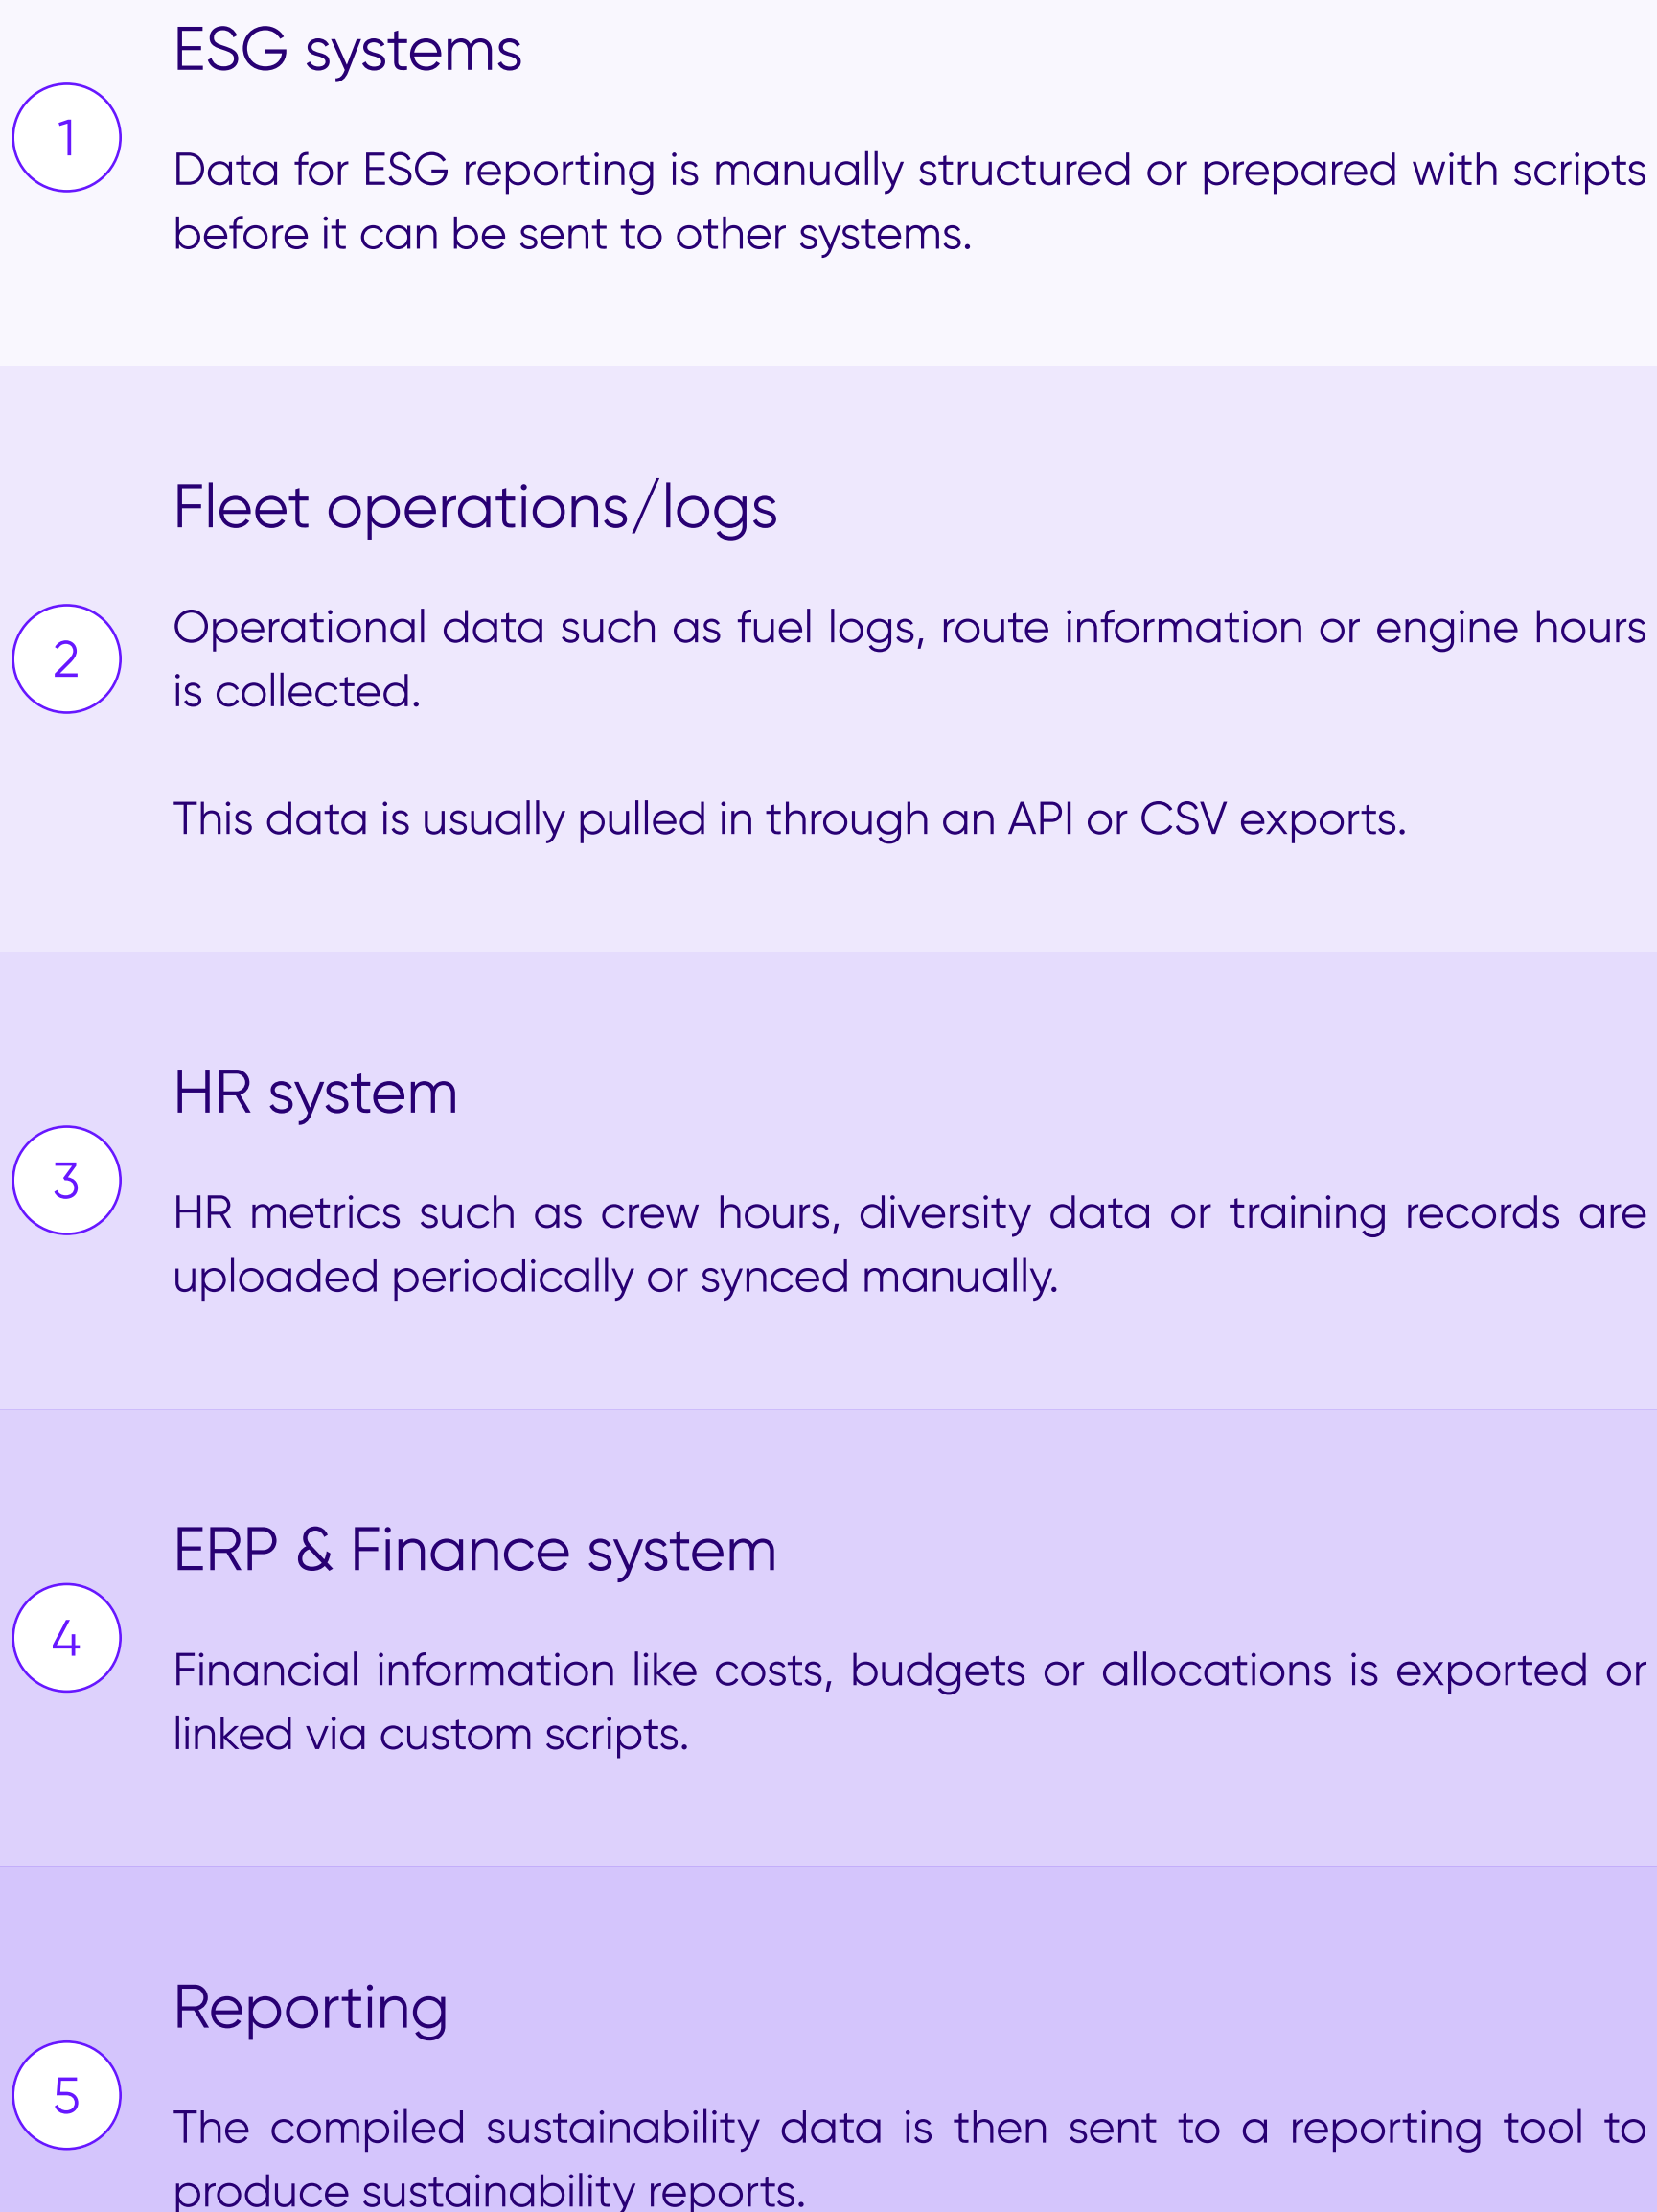 ESG systems
1
Data for ESG reporting is manually structured or prepared with scripts
before it can be sent to other systems.
Fleet operations/logs
2
Operational data such as fuel logs, route information or engine hours
is collected.
This data is usually pulled in through an API or CSV exports.
HR system
3
HR metrics such as crew hours, diversity data or training records are
uploaded periodically or synced manually.
ERP & Finance system
4
Financial information like costs, budgets or allocations is exported or
linked via custom scripts.
Reporting
5
The compiled sustainability data is then sent to a reporting tool to
produce sustainability reports.